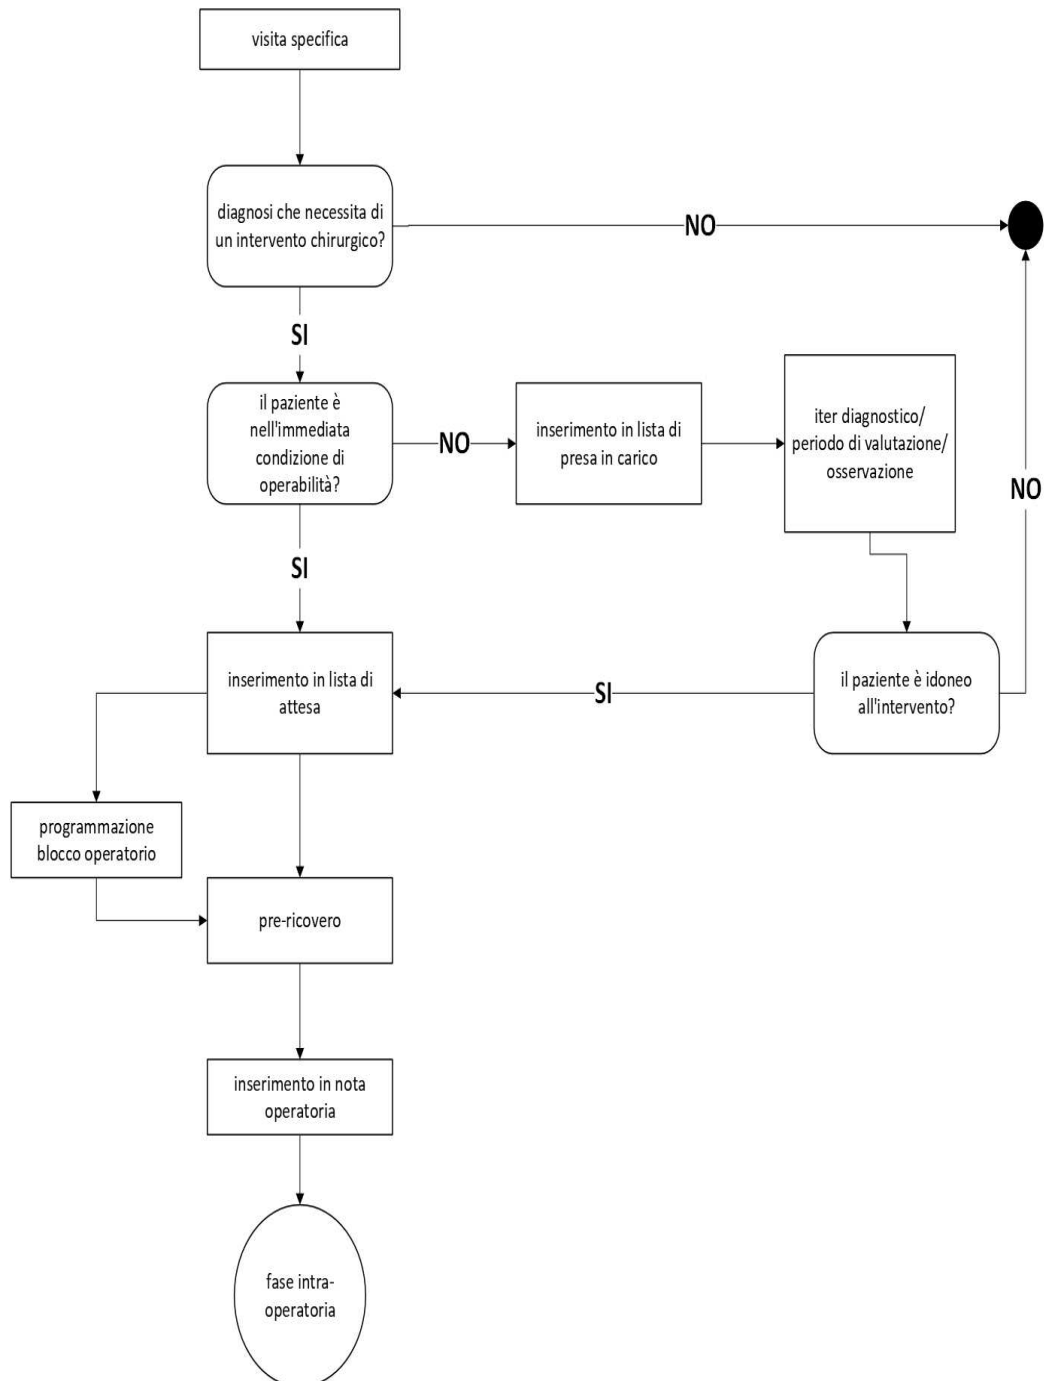 visita specifica
diagnosi che necessita di
un intervento chirurgico?
NO
SI
il paziente è
nell'immediata
condizione di
operabilità?
NO
inserimento in lista di
presa in carico
iter diagnostico/
periodo di valutazione/
osservazione
NO
SI
inserimento in lista di
attesa
SI
il paziente è idoneo
all'intervento?
programmazione
blocco operatorio
pre-ricovero
inserimento in nota
operatoria
fase intra-
operatoria